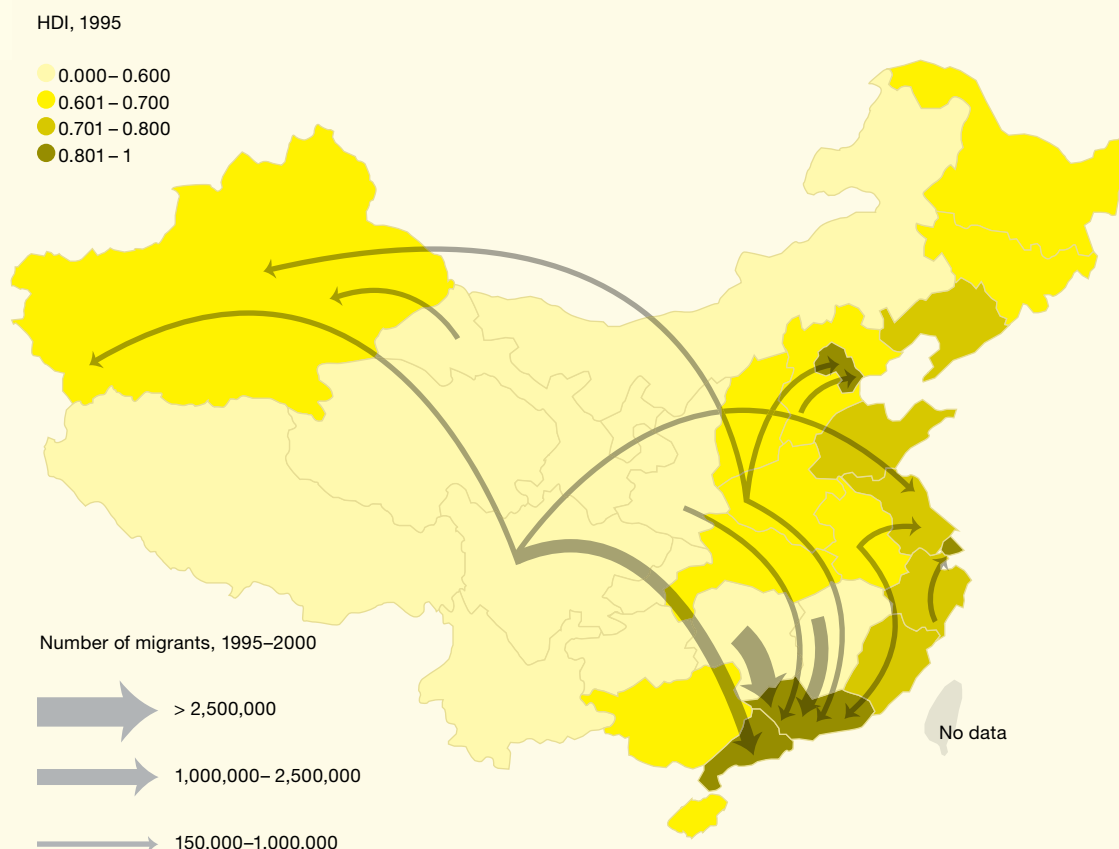 HDI, 1995
0.000–0.600
0.601–0.700
0.701–0.800
0.801–1
Number of migrants, 1995–2000
> 2,500,000
1,000,000–2,500,000
150,000–1,000,000
No data